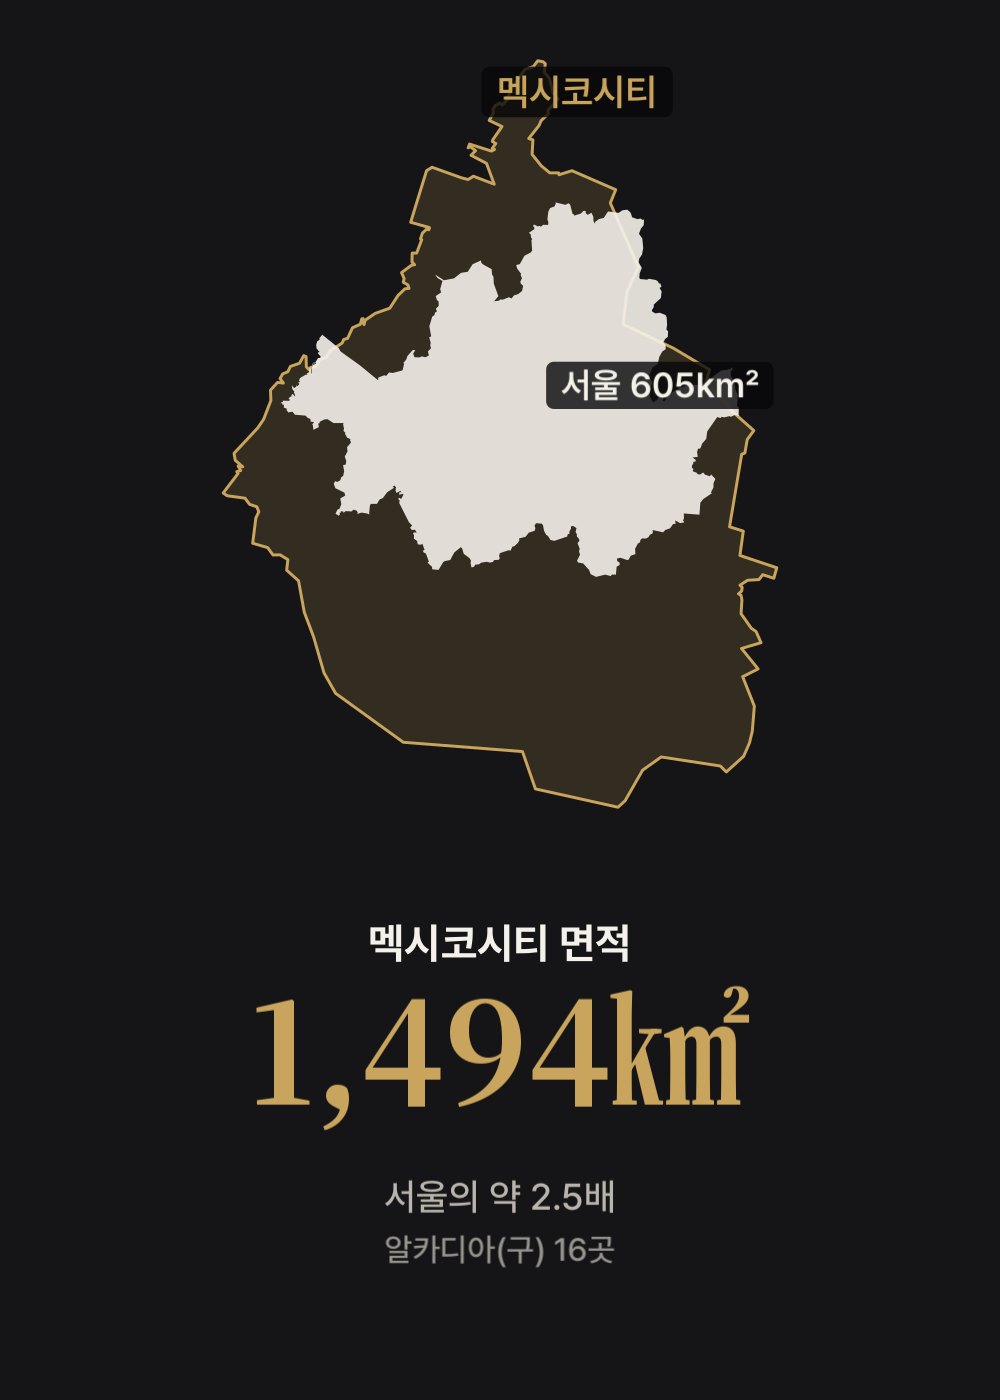 멕시코시티
서울 605km²
멕시코시티 면적
1,494㎢
서울의 약 2.5배
알카디아(구) 16곳